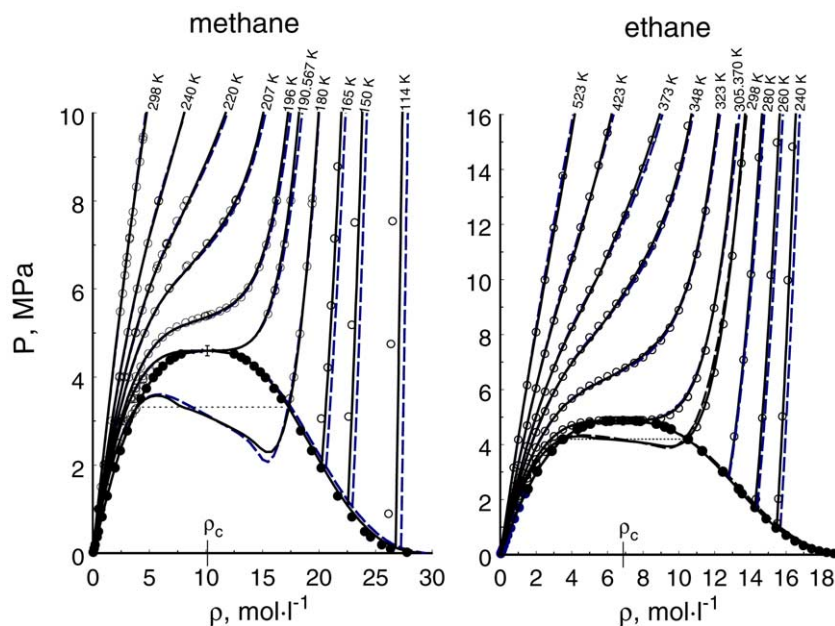 methane
298 K
240 K
220 K
207 K
196 K
190.567 K
180 K
165 K
150 K
114 K
10
8
6
4
2
0
P, MPa
ρc
0 5 10 15 20 25 30
ρ, mol·l⁻¹
ethane
523 K
423 K
373 K
348 K
323 K
305.370 K
298 K
280 K
260 K
240 K
16
14
12
10
8
6
4
2
0
ρc
0 2 4 6 8 10 12 14 16 18
ρ, mol·l⁻¹